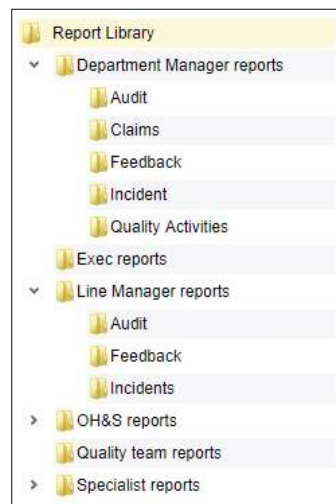 Report Library
Department Manager reports
Audit
Claims
Feedback
Incident
Quality Activities
Exec reports
Line Manager reports
Audit
Feedback
Incidents
OH&S reports
Quality team reports
Specialist reports